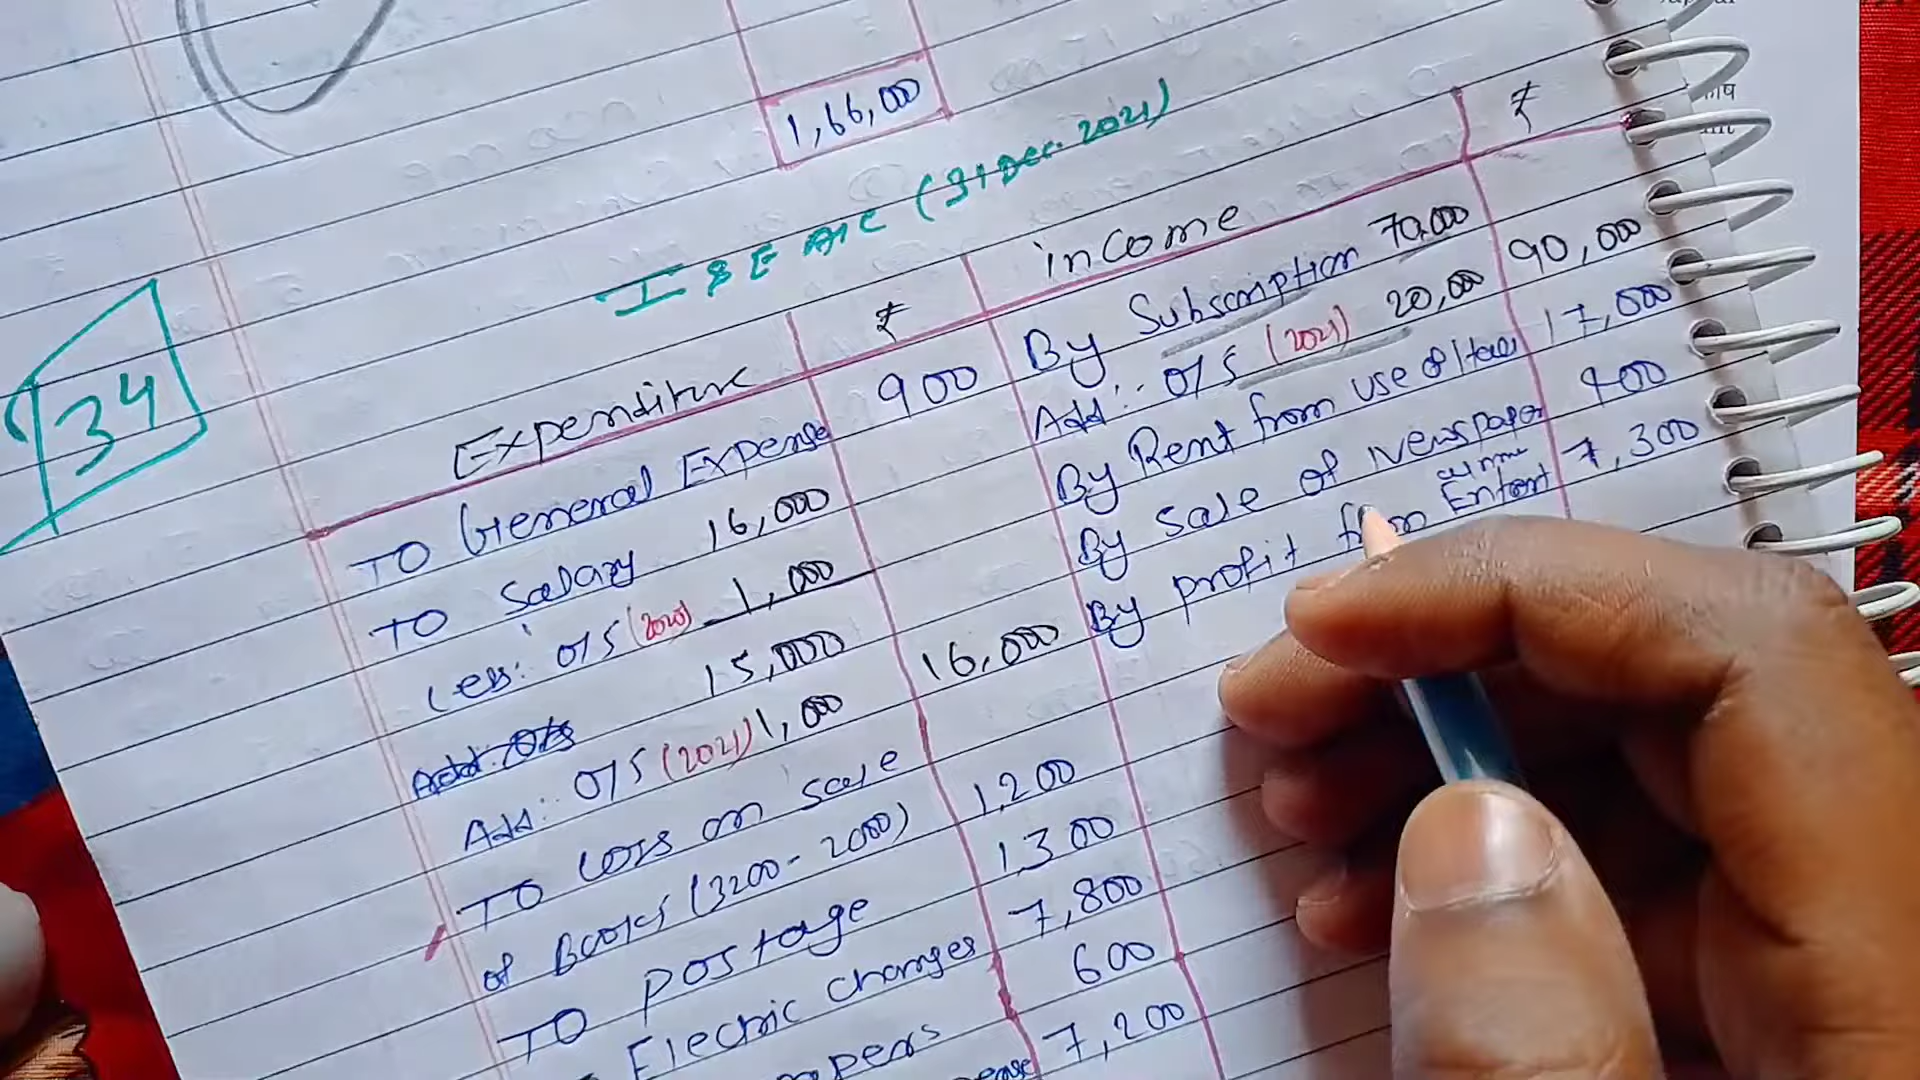 1,66,000
I & E A/C (31 Dec. 2021)
34
Expenditure ₹ income ₹
TO General Expense 900
TO Salary 16,000
Less: O/S (2020) 1,000
15,000
Add: O/S (2021) 1,000 16,000
TO Loss on sale
of Books (3200-2000) 1,200
TO postage 1300
Electric charges 7,800
600
7,200
By Subscription 70,000
Add:. O/S (2021) 20,000 90,000
By Rent from use of Hall 17,000
By sale of Newspaper 400
By profit from Entert 7,300